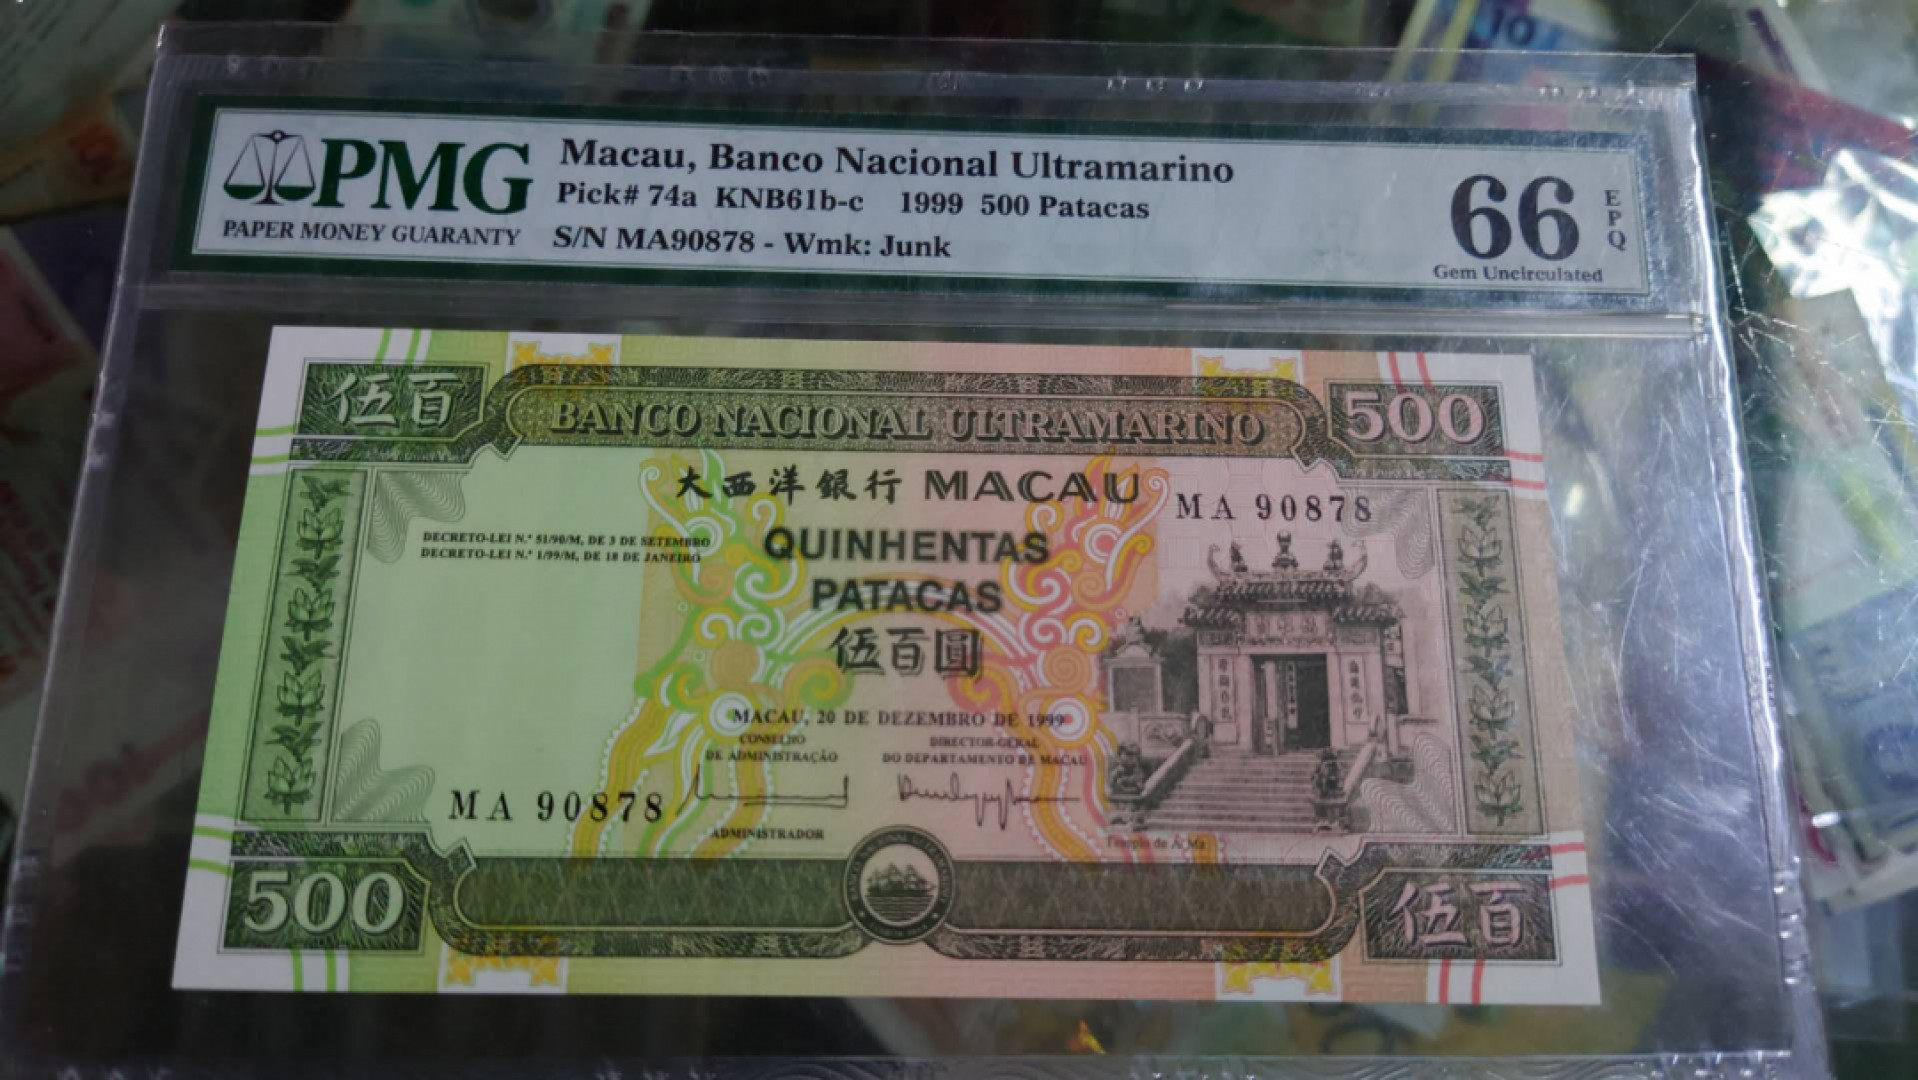 PMG
PAPER MONEY GUARANTY
Macau, Banco Nacional Ultramarino
Pick# 74a KNB61b-c 1999 500 Patacas
S/N MA90878 - Wmk: Junk
66
EPQ
Gem Uncirculated
伍百
BANCO NACIONAL ULTRAMARINO
500
大西洋銀行 MACAU
MA 90878
DECRETO-LEI N.º 51/90/M, DE 3 DE SETEMBRO
DECRETO-LEI N.º 1/99/M, DE 18 DE JANEIRO
QUINHENTAS
PATACAS
伍百圓
MACAU, 20 DE DEZEMBRO DE 1999
CONSELHO
DE ADMINISTRAÇÃO
DIRECTOR-GERAL
DO DEPARTAMENTO DE MACAU
MA 90878
ADMINISTRADOR
Templo de Á Má
500
伍百